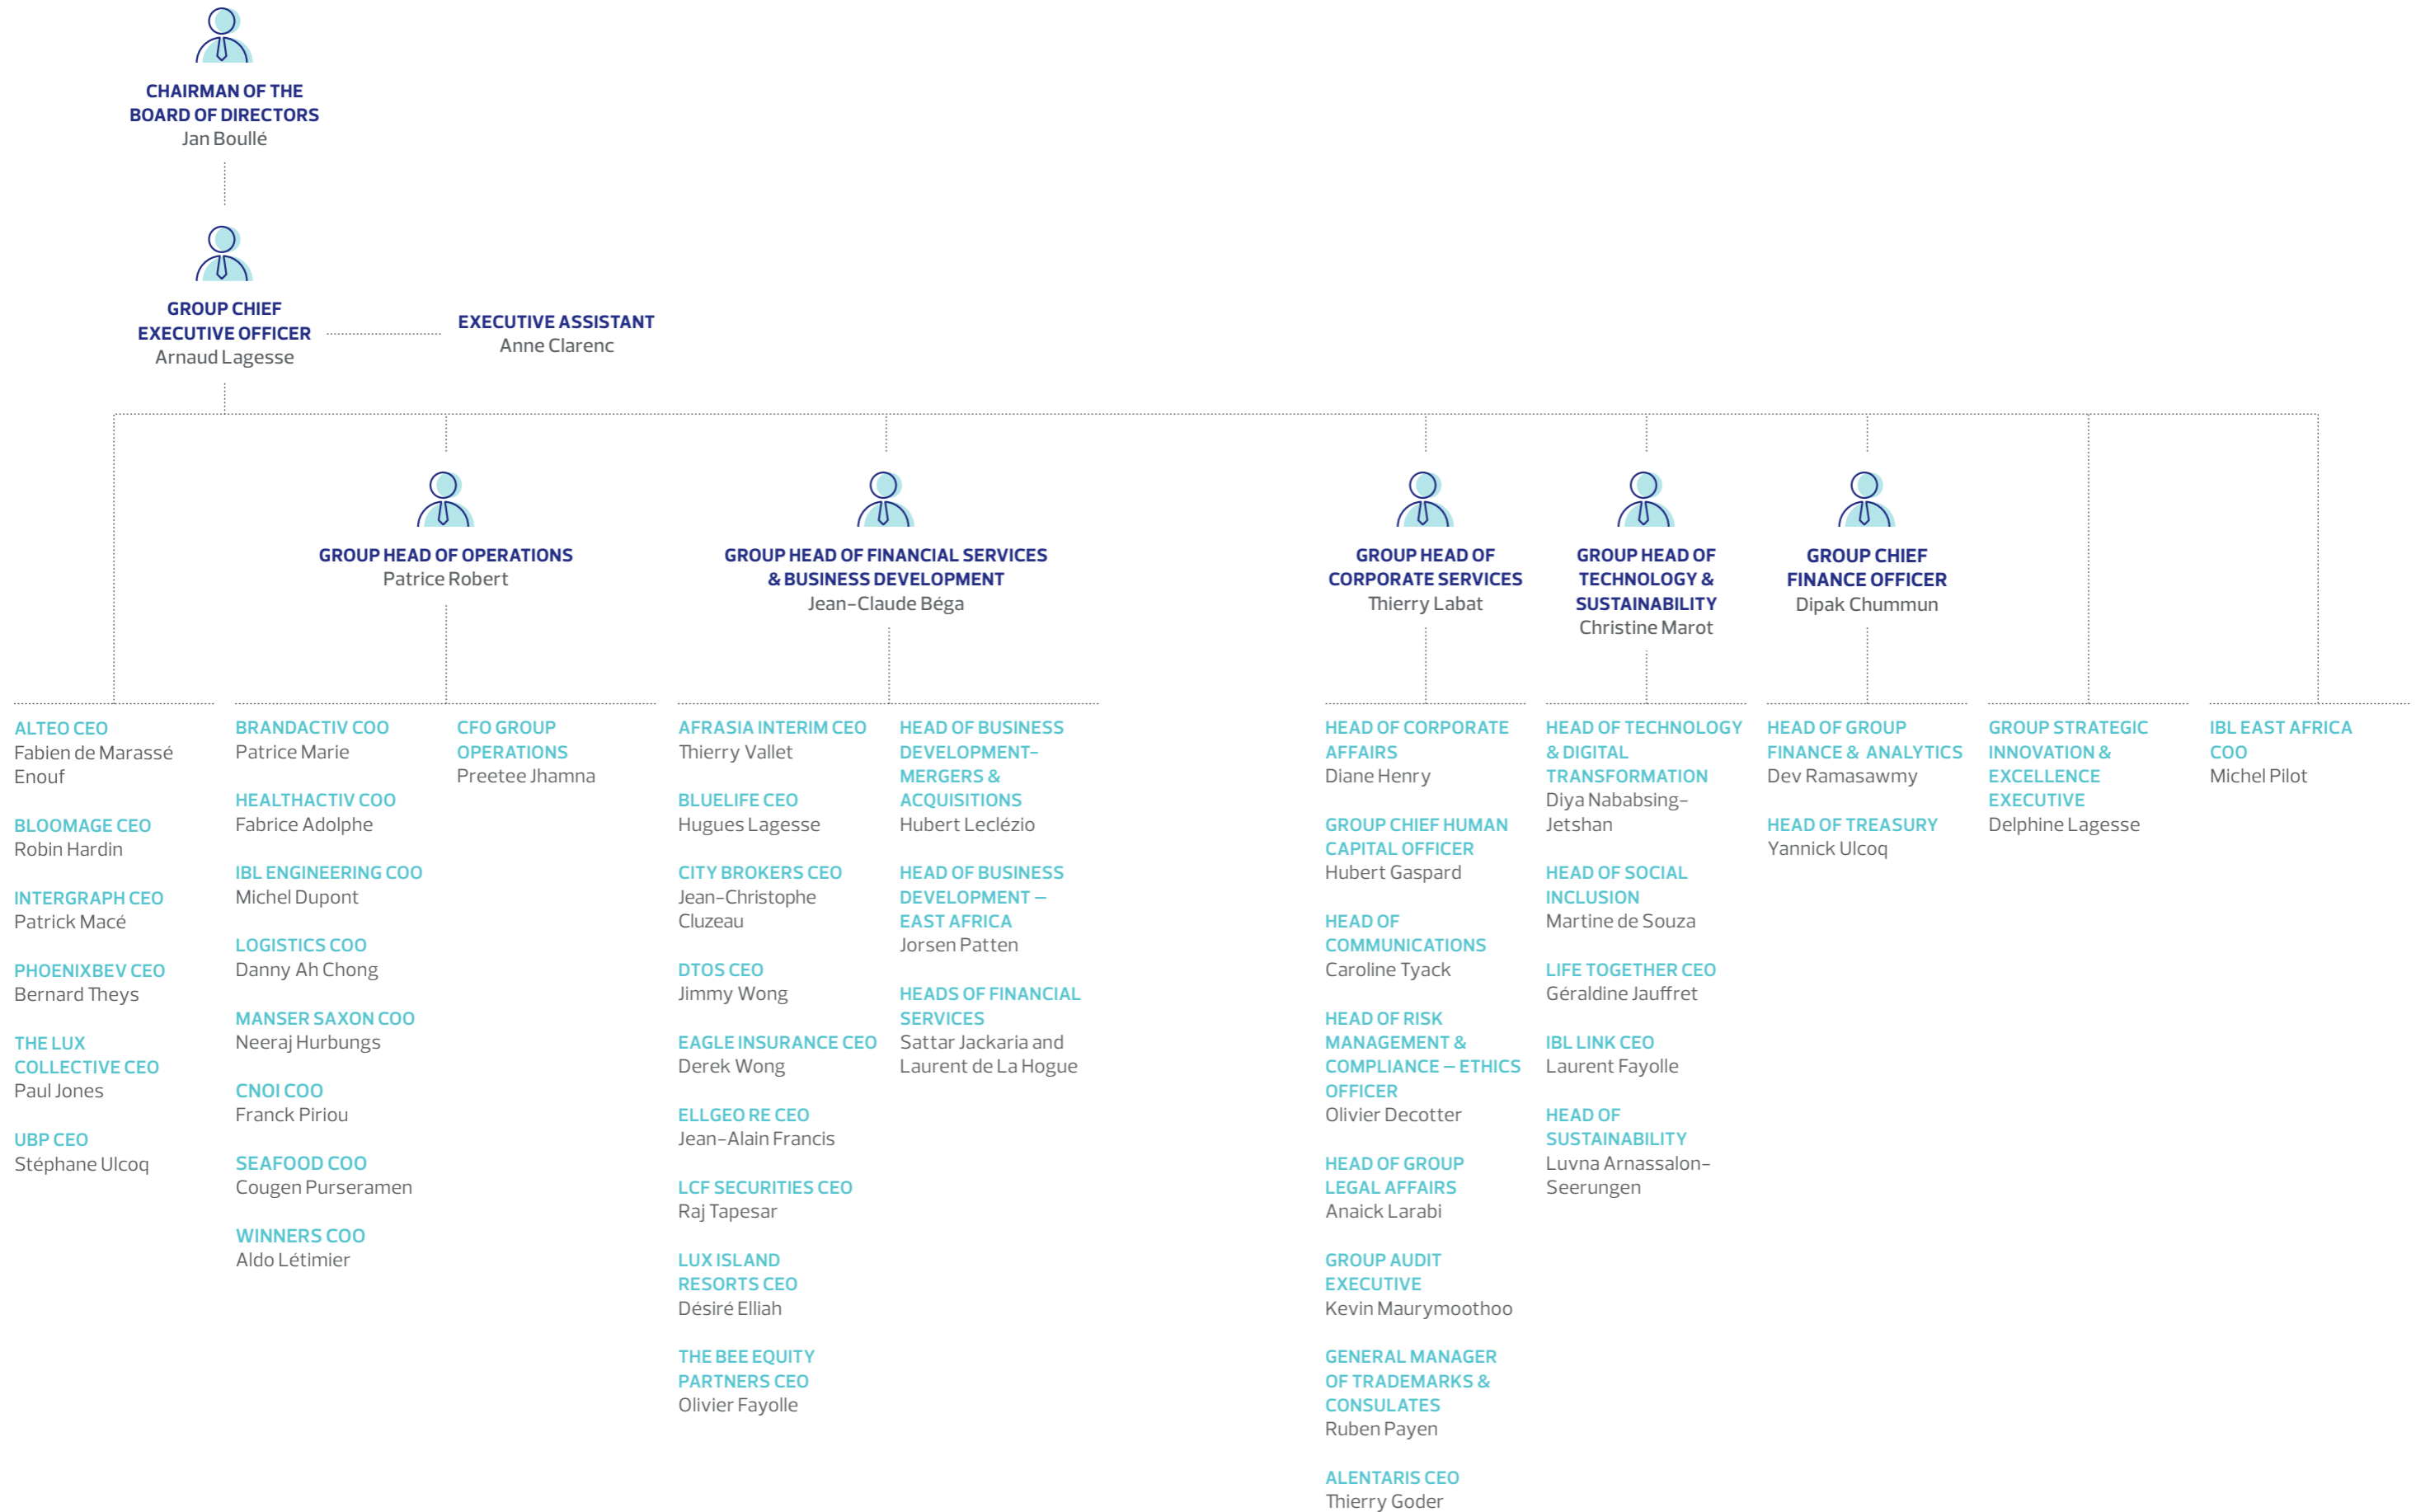 CHAIRMAN OF THE
BOARD OF DIRECTORS
Jan Boullé
GROUP CHIEF
EXECUTIVE OFFICER
Arnaud Lagesse
EXECUTIVE ASSISTANT
Anne Clarenc
GROUP HEAD OF OPERATIONS
Patrice Robert
GROUP HEAD OF FINANCIAL SERVICES
& BUSINESS DEVELOPMENT
Jean-Claude Béga
GROUP HEAD OF
CORPORATE SERVICES
Thierry Labat
GROUP HEAD OF
TECHNOLOGY &
SUSTAINABILITY
Christine Marot
GROUP CHIEF
FINANCE OFFICER
Dipak Chummun
ALTEO CEO
Fabien de Marassé
Enouf
BLOOMAGE CEO
Robin Hardin
INTERGRAPH CEO
Patrick Macé
PHOENIXBEV CEO
Bernard Theys
THE LUX
COLLECTIVE CEO
Paul Jones
UBP CEO
Stéphane Ulcoq
BRANDACTIV COO
Patrice Marie
HEALTHACTIV COO
Fabrice Adolphe
IBL ENGINEERING COO
Michel Dupont
LOGISTICS COO
Danny Ah Chong
MANSER SAXON COO
Neeraj Hurbungs
CNOI COO
Franck Piriou
SEAFOOD COO
Cougen Purseramen
WINNERS COO
Aldo Létimier
CFO GROUP
OPERATIONS
Preetee Jhamna
AFRASIA INTERIM CEO
Thierry Vallet
BLUELIFE CEO
Hugues Lagesse
CITY BROKERS CEO
Jean-Christophe
Cluzeau
DTOS CEO
Jimmy Wong
EAGLE INSURANCE CEO
Derek Wong
ELLGEO RE CEO
Jean-Alain Francis
LCF SECURITIES CEO
Raj Tapesar
LUX ISLAND
RESORTS CEO
Désiré Elliah
THE BEE EQUITY
PARTNERS CEO
Olivier Fayolle
HEAD OF BUSINESS
DEVELOPMENT-
MERGERS &
ACQUISITIONS
Hubert Leclézio
HEAD OF BUSINESS
DEVELOPMENT –
EAST AFRICA
Jorsen Patten
HEADS OF FINANCIAL
SERVICES
Sattar Jackaria and
Laurent de La Hogue
HEAD OF CORPORATE
AFFAIRS
Diane Henry
GROUP CHIEF HUMAN
CAPITAL OFFICER
Hubert Gaspard
HEAD OF
COMMUNICATIONS
Caroline Tyack
HEAD OF RISK
MANAGEMENT &
COMPLIANCE – ETHICS
OFFICER
Olivier Decotter
HEAD OF GROUP
LEGAL AFFAIRS
Anaick Larabi
GROUP AUDIT
EXECUTIVE
Kevin Maurymoothoo
GENERAL MANAGER
OF TRADEMARKS &
CONSULATES
Ruben Payen
ALENTARIS CEO
Thierry Goder
HEAD OF TECHNOLOGY
& DIGITAL
TRANSFORMATION
Diya Nababsing-
Jetshan
HEAD OF SOCIAL
INCLUSION
Martine de Souza
LIFE TOGETHER CEO
Géraldine Jauffret
IBL LINK CEO
Laurent Fayolle
HEAD OF
SUSTAINABILITY
Luvna Arnassalon-
Seerungen
HEAD OF GROUP
FINANCE & ANALYTICS
Dev Ramasawmy
HEAD OF TREASURY
Yannick Ulcoq
GROUP STRATEGIC
INNOVATION &
EXCELLENCE
EXECUTIVE
Delphine Lagesse
IBL EAST AFRICA
COO
Michel Pilot